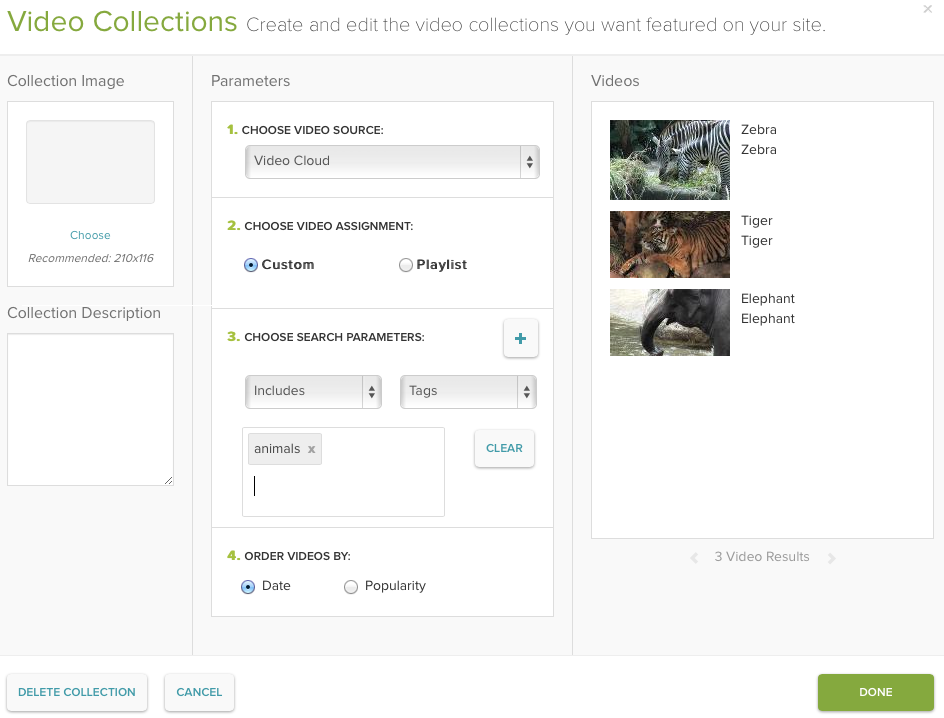 Video Collections Create and edit the video collections you want featured on your site.
×
Collection Image
Choose
Recommended: 210x116
Collection Description
Parameters
1. CHOOSE VIDEO SOURCE:
Video Cloud
2. CHOOSE VIDEO ASSIGNMENT:
Custom Playlist
3. CHOOSE SEARCH PARAMETERS:
+
Includes Tags
animals x
CLEAR
4. ORDER VIDEOS BY:
Date Popularity
Videos
Zebra
Zebra
Tiger
Tiger
Elephant
Elephant
3 Video Results
DELETE COLLECTION CANCEL DONE